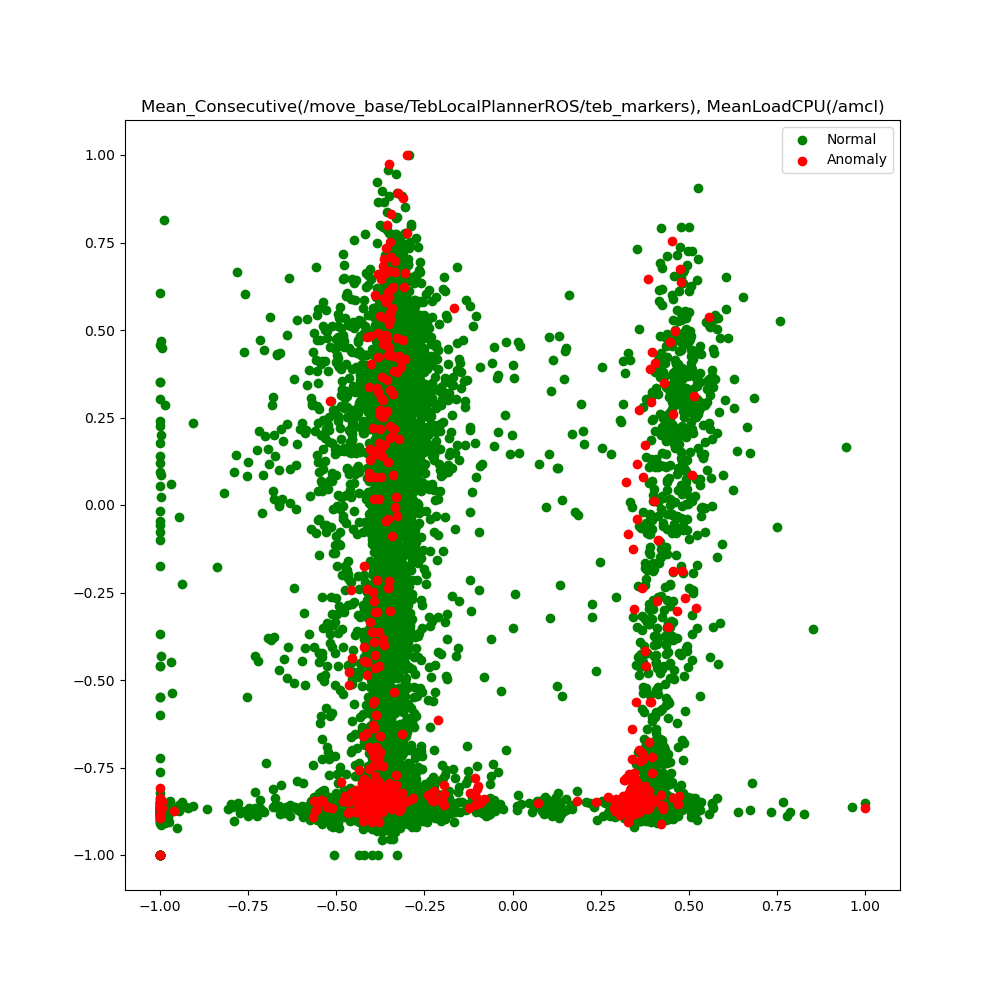 Mean_Consecutive(/move_base/TebLocalPlannerROS/teb_markers), MeanLoadCPU(/amcl)
Normal
Anomaly
1.00
0.75
0.50
0.25
0.00
−0.25
−0.50
−0.75
−1.00
−1.00 −0.75 −0.50 −0.25 0.00 0.25 0.50 0.75 1.00